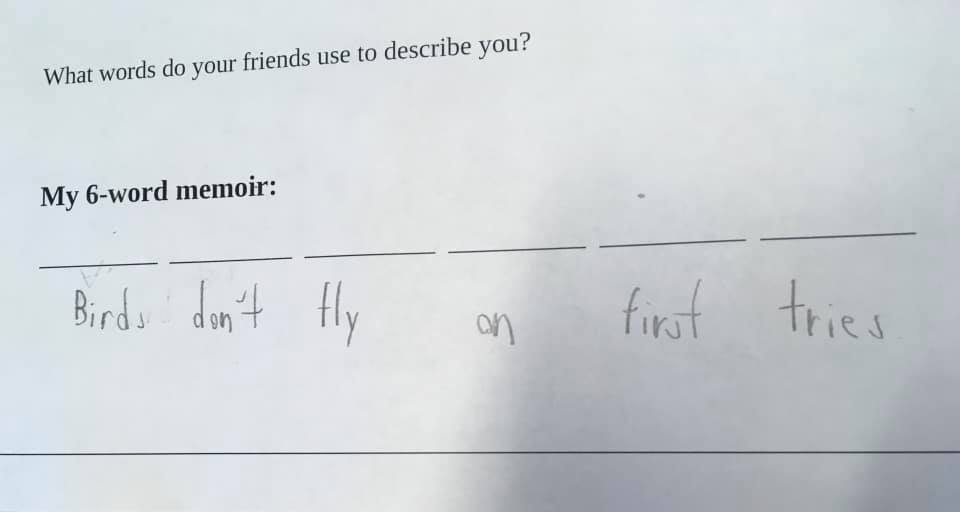 What words do your friends use to describe you?
My 6-word memoir:
Birds don't fly on first tries